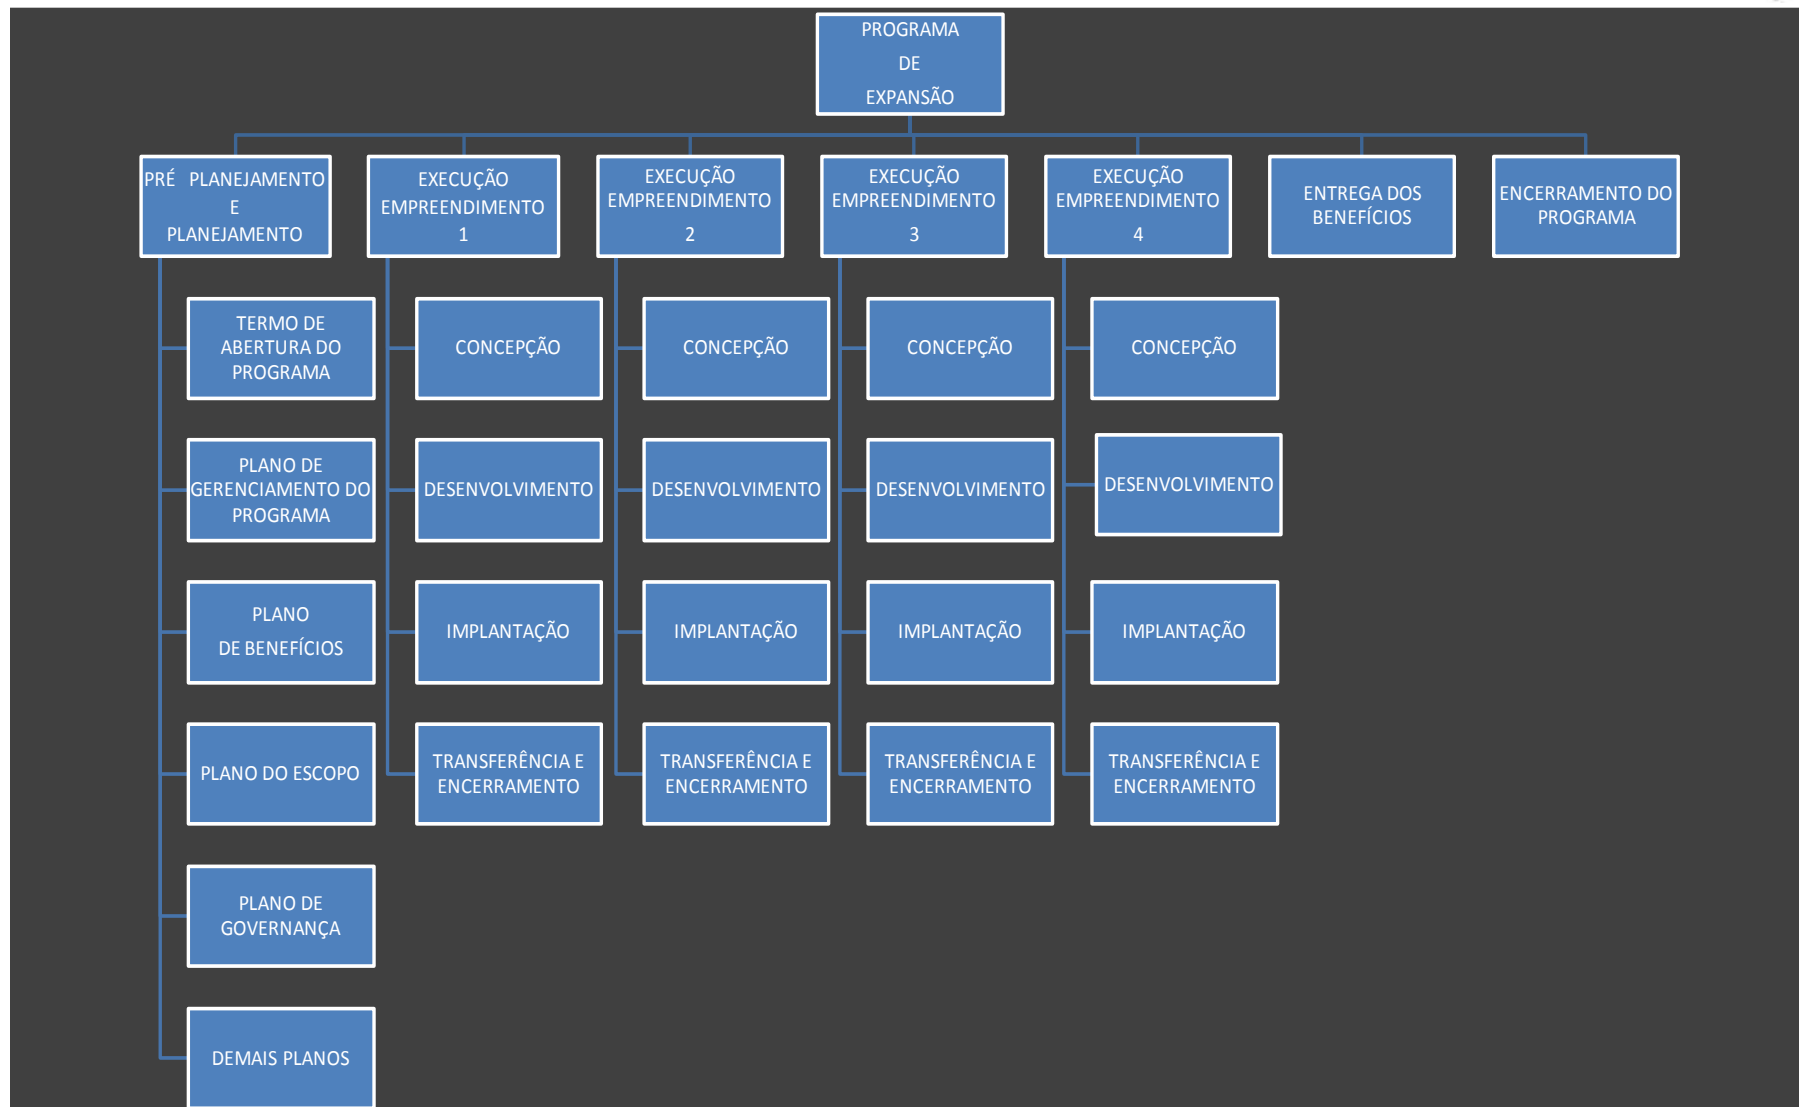 PROGRAMA
DE
EXPANSÃO
PRÉ PLANEJAMENTO
E
PLANEJAMENTO
EXECUÇÃO
EMPREENDIMENTO
1
EXECUÇÃO
EMPREENDIMENTO
2
EXECUÇÃO
EMPREENDIMENTO
3
EXECUÇÃO
EMPREENDIMENTO
4
ENTREGA DOS
BENEFÍCIOS
ENCERRAMENTO DO
PROGRAMA
TERMO DE
ABERTURA DO
PROGRAMA
CONCEPÇÃO
CONCEPÇÃO
CONCEPÇÃO
CONCEPÇÃO
PLANO DE
GERENCIAMENTO DO
PROGRAMA
DESENVOLVIMENTO
DESENVOLVIMENTO
DESENVOLVIMENTO
DESENVOLVIMENTO
PLANO
DE BENEFÍCIOS
IMPLANTAÇÃO
IMPLANTAÇÃO
IMPLANTAÇÃO
IMPLANTAÇÃO
PLANO DO ESCOPO
TRANSFERÊNCIA E
ENCERRAMENTO
TRANSFERÊNCIA E
ENCERRAMENTO
TRANSFERÊNCIA E
ENCERRAMENTO
TRANSFERÊNCIA E
ENCERRAMENTO
PLANO DE
GOVERNANÇA
DEMAIS PLANOS